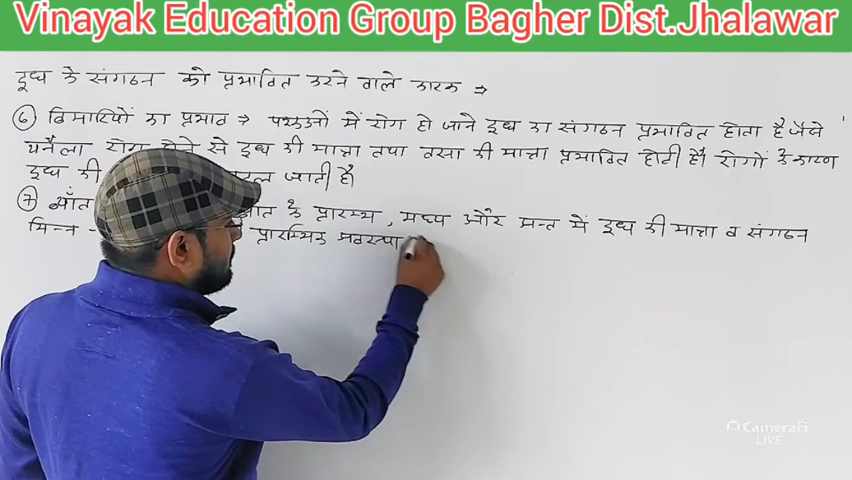 Vinayak Education Group Bagher Dist.Jhalawar
दूध के संगठन को प्रभावित करने वाले कारक ⇒
⑥ बिमारियों का प्रभाव ⇒ पशुओं में रोग हो जाने दूध का संगठन प्रभावित होता है जैसे
थनैला रोग होने से दूध की मात्रा तथा वसा की मात्रा प्रभावित होती है। रोगों के कारण
दूध की जाती है
⑦ के प्रारम्भ , मध्य और अन्त में दूध की मात्रा व संगठन
भिन्न - प्रारम्भिक अवस्था
CameraFi
LIVE